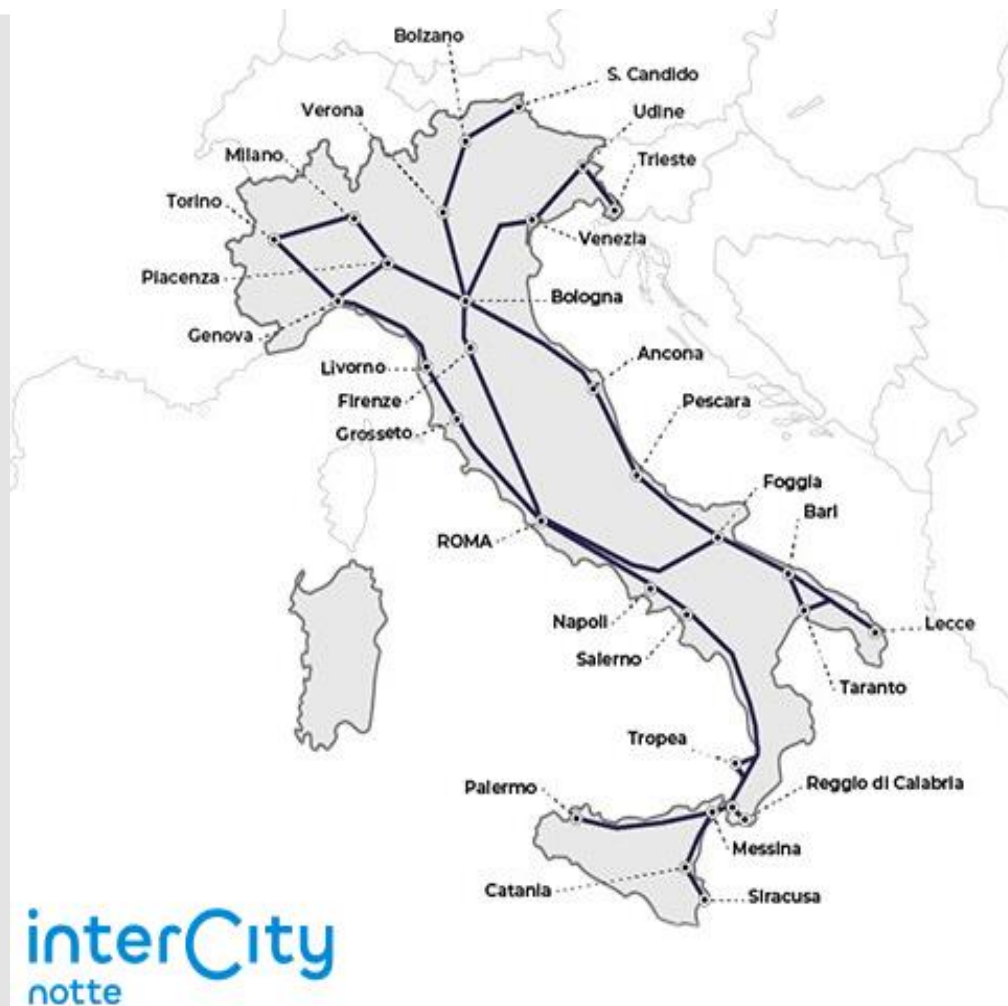 Bolzano
S. Candido
Verona
Udine
Milano
Trieste
Torino
Venezia
Piacenza
Bologna
Genova
Ancona
Livorno
Firenze
Pescara
Grosseto
Foggia
Bari
ROMA
Napoli
Lecce
Salerno
Taranto
Tropea
Reggio di Calabria
Palermo
Messina
Catania
Siracusa
interCity
notte